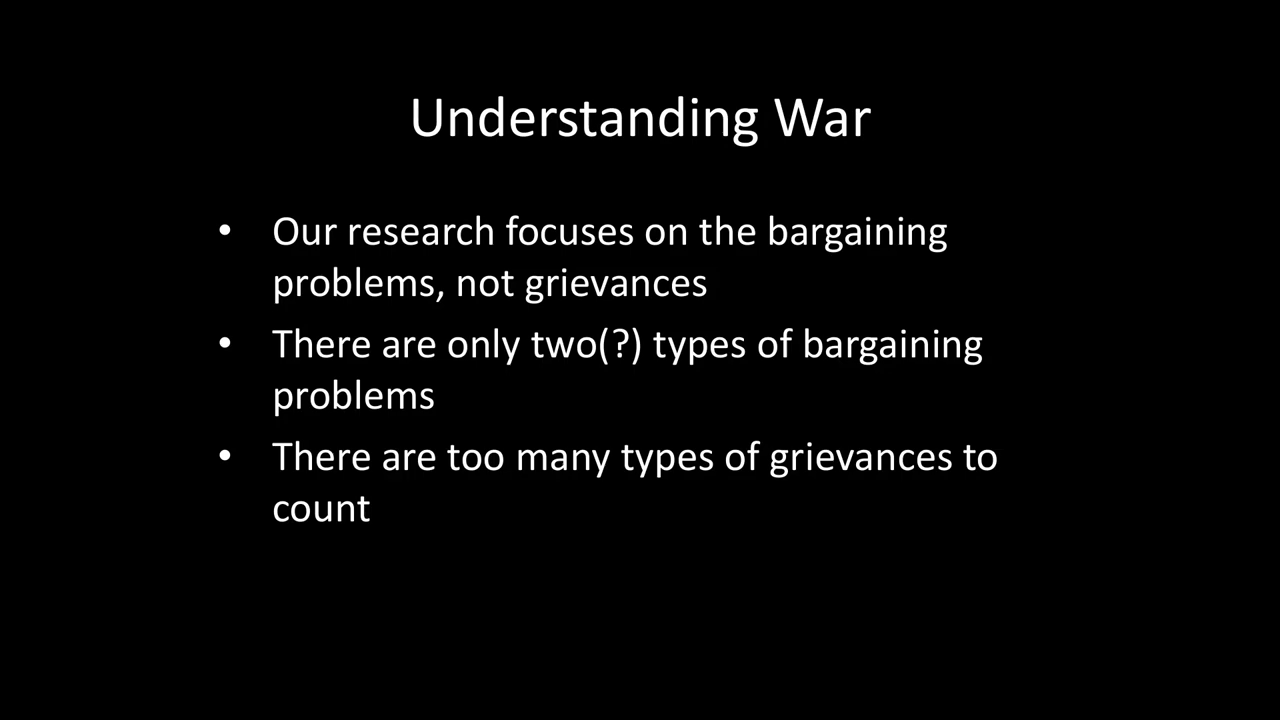 Understanding War
• Our research focuses on the bargaining
problems, not grievances
• There are only two(?) types of bargaining
problems
• There are too many types of grievances to
count